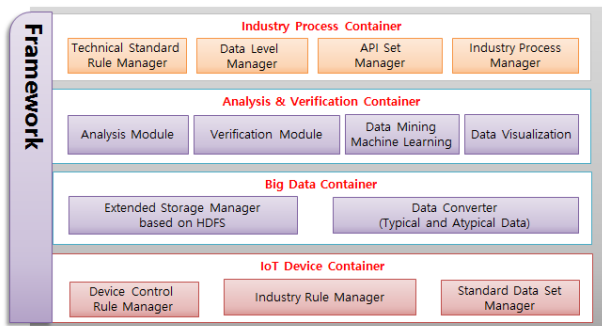 Framework
Industry Process Container
Technical Standard
Rule Manager
Data Level
Manager
API Set
Manager
Industry Process
Manager
Analysis & Verification Container
Analysis Module
Verification Module
Data Mining
Machine Learning
Data Visualization
Big Data Container
Extended Storage Manager
based on HDFS
Data Converter
(Typical and Atypical Data)
IoT Device Container
Device Control
Rule Manager
Industry Rule Manager
Standard Data Set
Manager